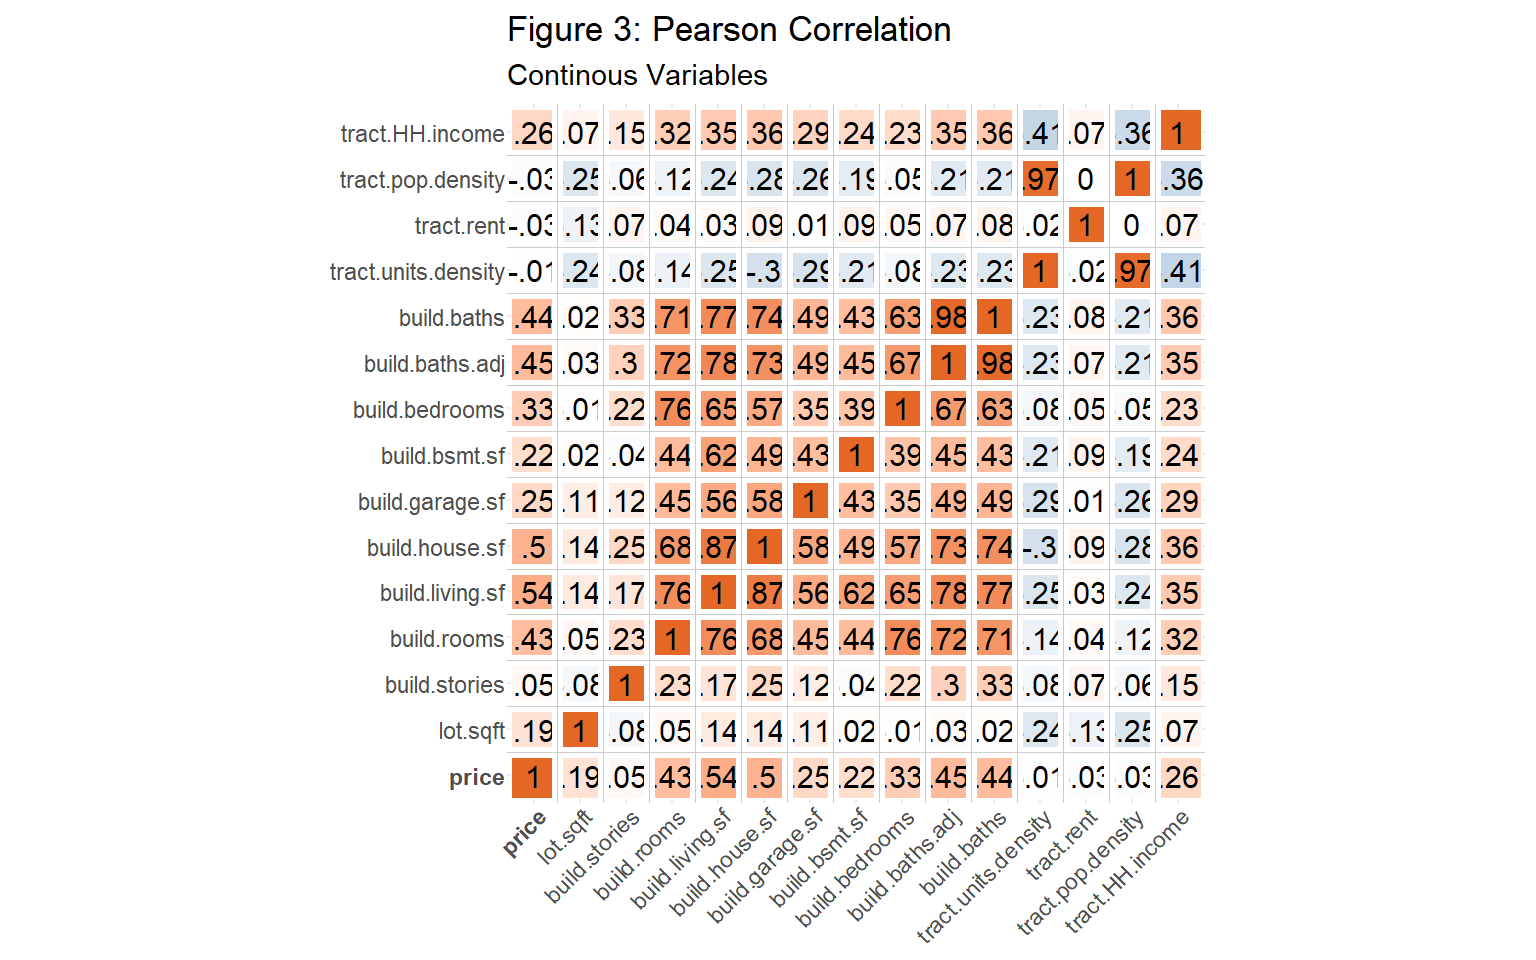 Figure 3: Pearson Correlation
Continous Variables
tract.HH.income .26 .07 .15 .32 .35 .36 .29 .24 .23 .35 .36 -.41 .07 -.36 1
tract.pop.density -.03 -.25 -.06 -.12 -.24 -.28 -.26 -.19 -.05 -.21 -.21 .97 0 1 -.36
tract.rent -.03 -.13 .07 .04 .03 .09 .01 .09 .05 .07 .08 -.02 1 0 .07
tract.units.density -.01 -.24 -.08 -.14 -.25 -.3 -.29 -.21 -.08 -.23 -.23 1 -.02 .97 -.41
build.baths .44 .02 .33 .71 .77 .74 .49 .43 .63 .98 1 -.23 .08 -.21 .36
build.baths.adj .45 .03 .3 .72 .78 .73 .49 .45 .67 1 .98 -.23 .07 -.21 .35
build.bedrooms .33 -.01 .22 .76 .65 .57 .35 .39 1 .67 .63 -.08 .05 -.05 .23
build.bsmt.sf .22 .02 -.04 .44 .62 .49 .43 1 .39 .45 .43 -.21 .09 -.19 .24
build.garage.sf .25 .11 .12 .45 .56 .58 1 .43 .35 .49 .49 -.29 .01 -.26 .29
build.house.sf .5 .14 .25 .68 .87 1 .58 .49 .57 .73 .74 -.3 .09 -.28 .36
build.living.sf .54 .14 .17 .76 1 .87 .56 .62 .65 .78 .77 -.25 .03 -.24 .35
build.rooms .43 .05 .23 1 .76 .68 .45 .44 .76 .72 .71 -.14 .04 -.12 .32
build.stories .05 -.08 1 .23 .17 .25 .12 -.04 .22 .3 .33 -.08 .07 -.06 .15
lot.sqft .19 1 -.08 .05 .14 .14 .11 .02 -.01 .03 .02 -.24 -.13 -.25 .07
price 1 .19 .05 .43 .54 .5 .25 .22 .33 .45 .44 -.01 -.03 -.03 .26
price lot.sqft build.stories build.rooms build.living.sf build.house.sf build.garage.sf build.bsmt.sf build.bedrooms build.baths.adj build.baths tract.units.density tract.rent tract.pop.density tract.HH.income